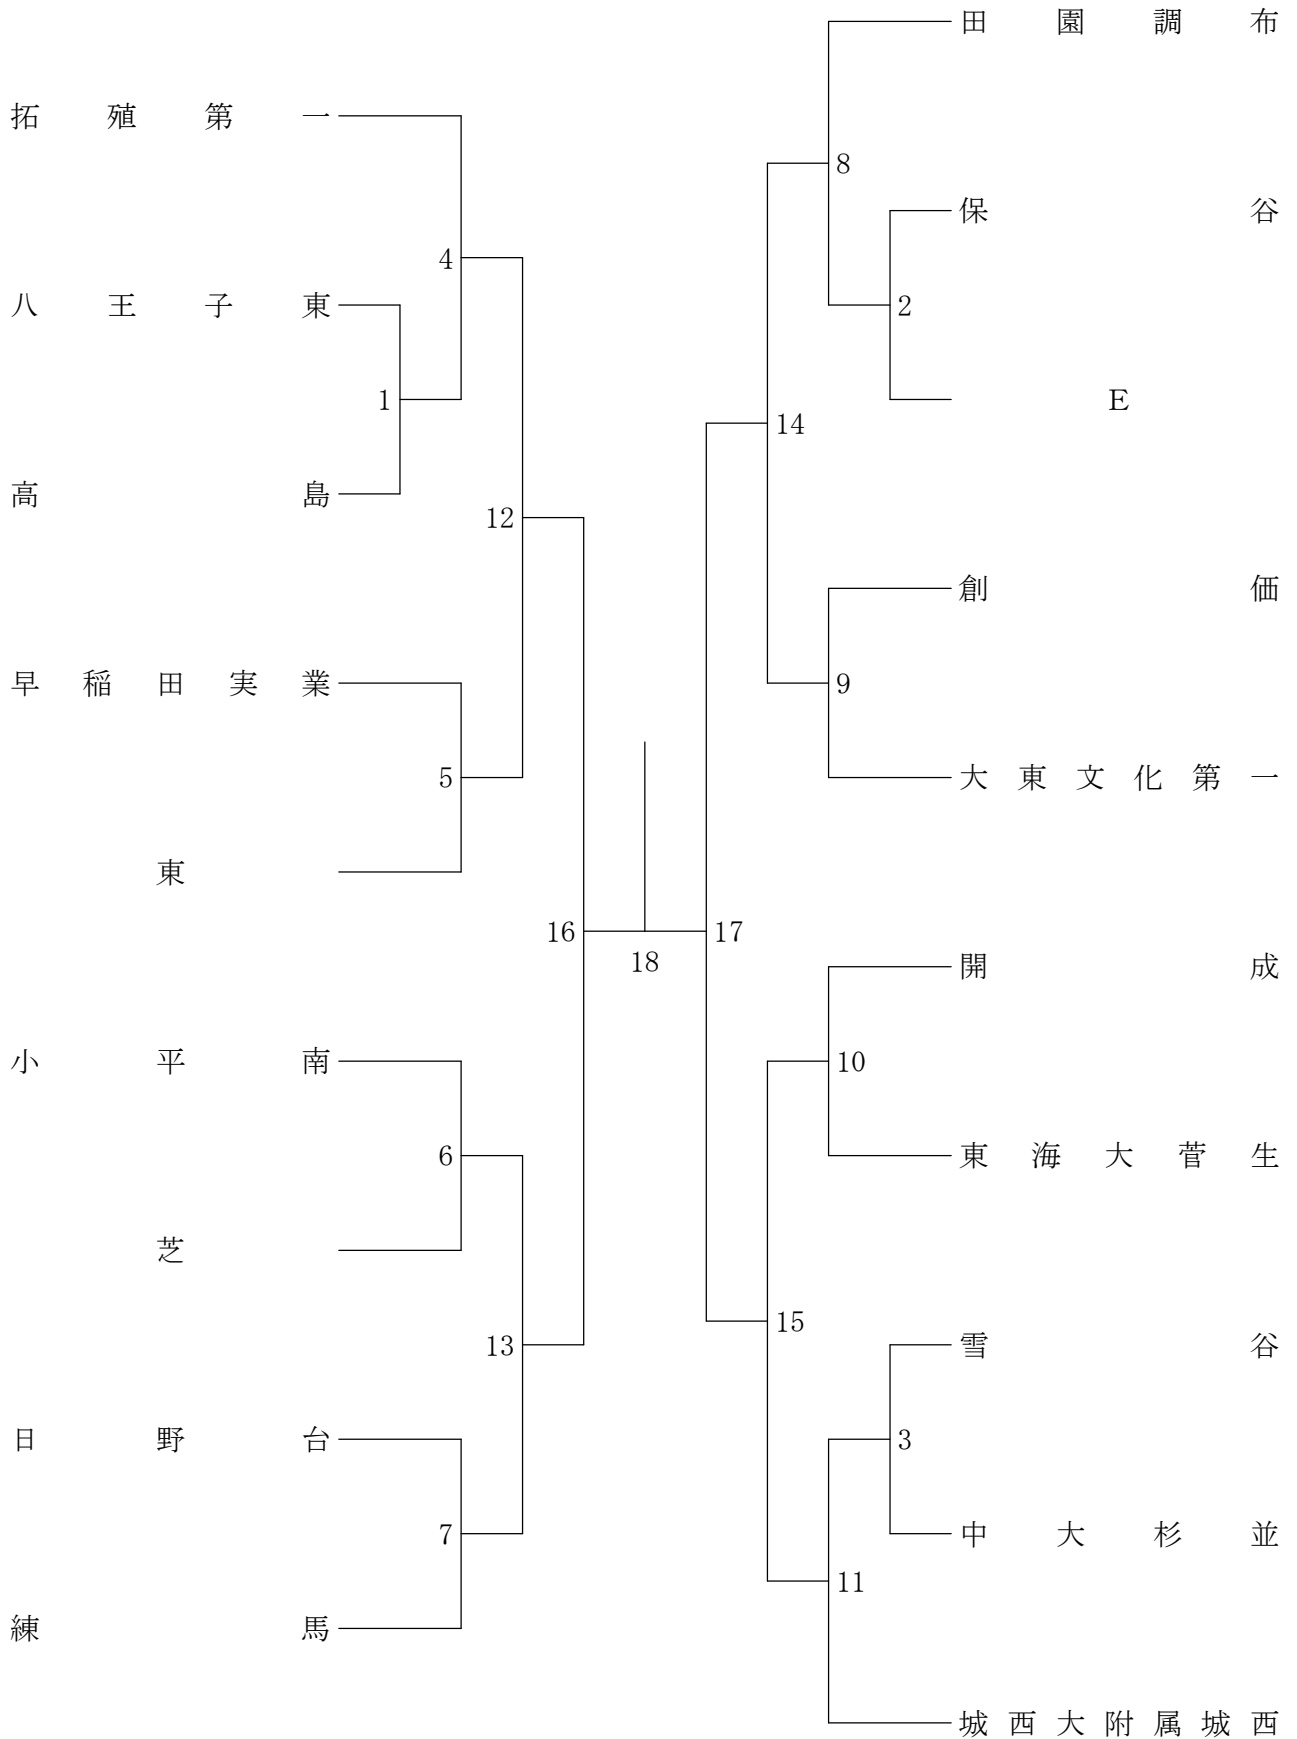 拓殖第一
4
八王子東
1
高島
12
早稲田実業
5
東
16
小平南
6
芝
13
日野台
7
練馬
18
田園調布
8
保谷
2
E
14
創価
9
大東文化第一
17
開成
10
東海大菅生
15
雪谷
3
中大杉並
11
城西大附属城西